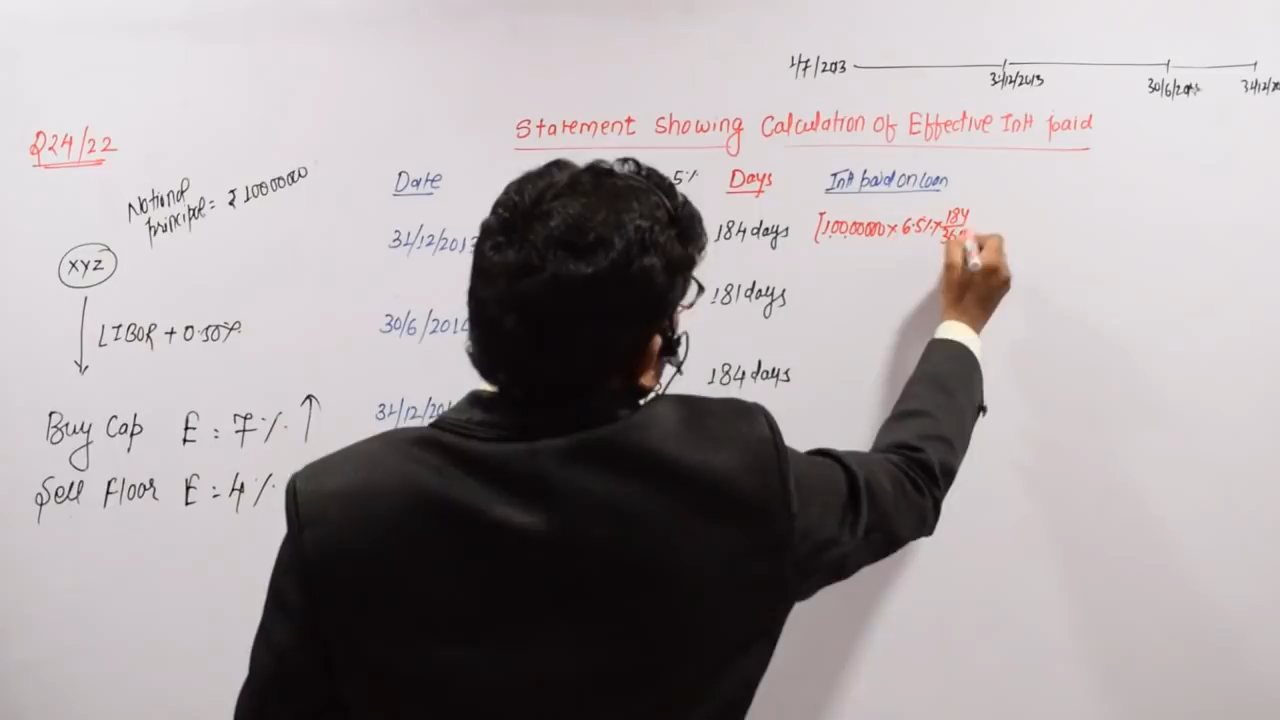 1/7/2013
31/12/2013
30/6/2014
31/12/20
Statement Showing Calculation of Effective Intt paid
Q24/22
Notional
principal = ₹ 1000000
Date
5%
Days
Intt paid on loan
31/12/2013
184 days
[1000000 × 6.5% × 184
XYZ
181 days
LIBOR + 0.50%
30/6/2014
184 days
31/12/20
Buy Cap E = 7% ↑
Sell Floor E = 4%